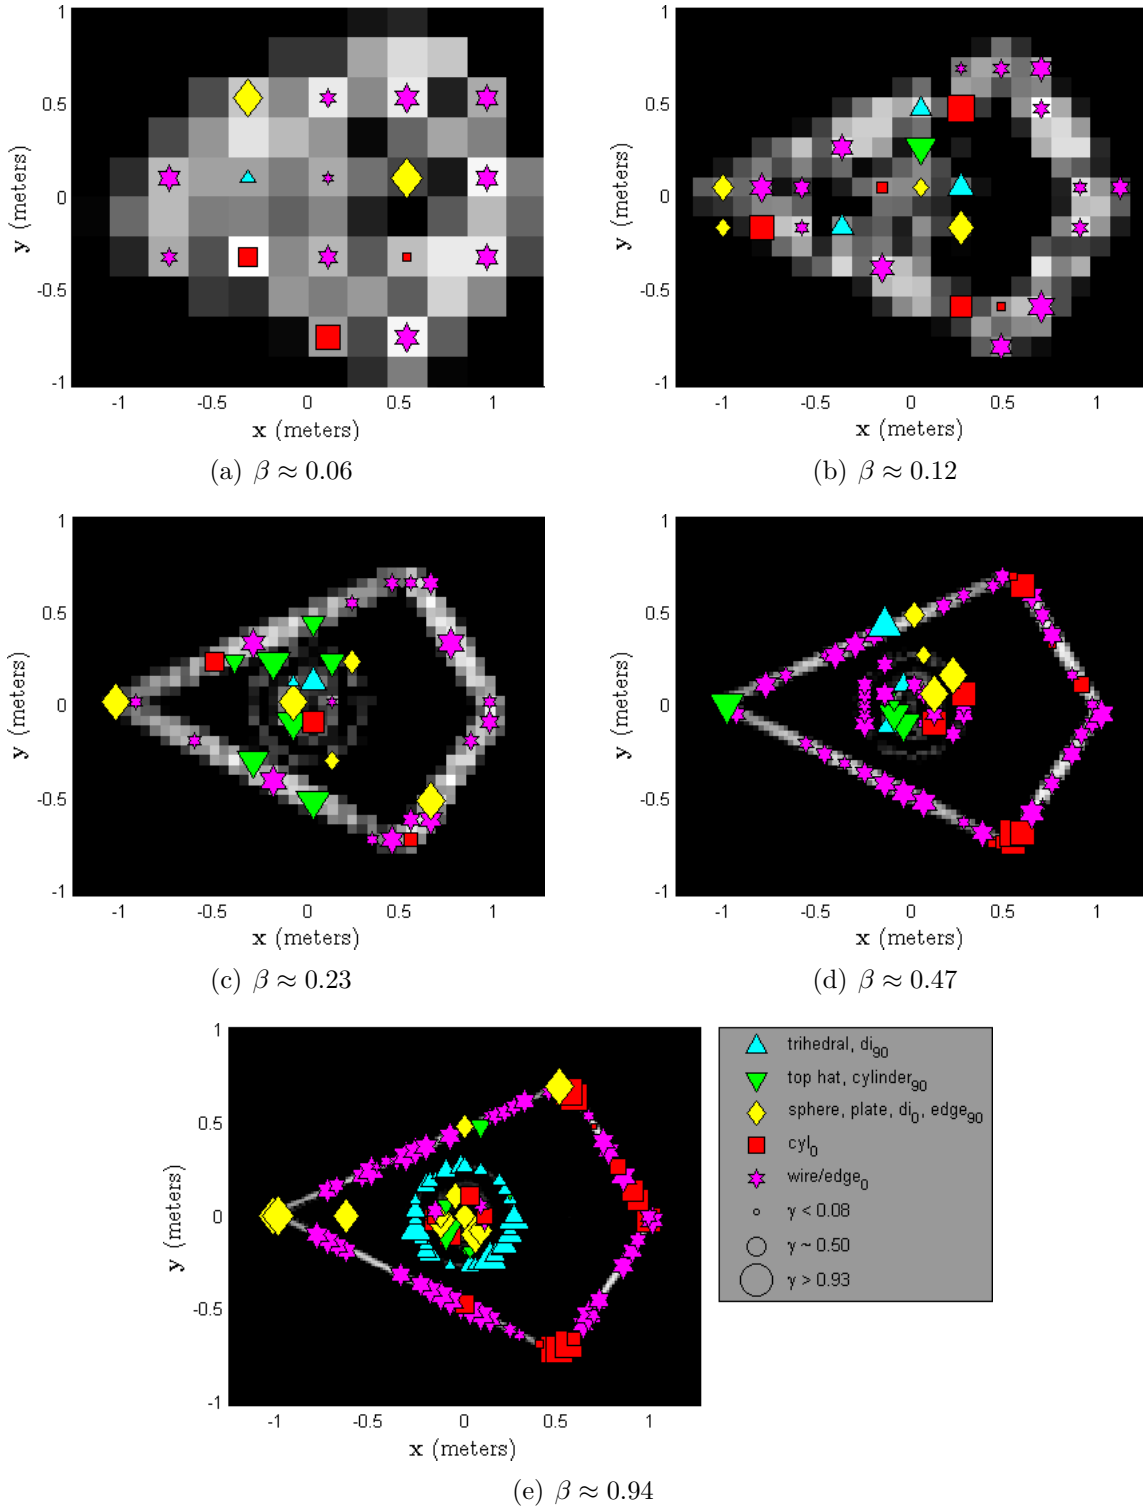 1
0.5
0
-0.5
-1
y (meters)
-1 -0.5 0 0.5 1
x (meters)
(a) β ≈ 0.06
1
0.5
0
-0.5
-1
y (meters)
-1 -0.5 0 0.5 1
x (meters)
(b) β ≈ 0.12
1
0.5
0
-0.5
-1
y (meters)
-1 -0.5 0 0.5 1
x (meters)
(c) β ≈ 0.23
1
0.5
0
-0.5
-1
y (meters)
-1 -0.5 0 0.5 1
x (meters)
(d) β ≈ 0.47
1
0.5
0
-0.5
-1
y (meters)
-1 -0.5 0 0.5 1
x (meters)
(e) β ≈ 0.94
trihedral, di90
top hat, cylinder90
sphere, plate, di0, edge90
cyl0
wire/edge0
γ < 0.08
γ ~ 0.50
γ > 0.93